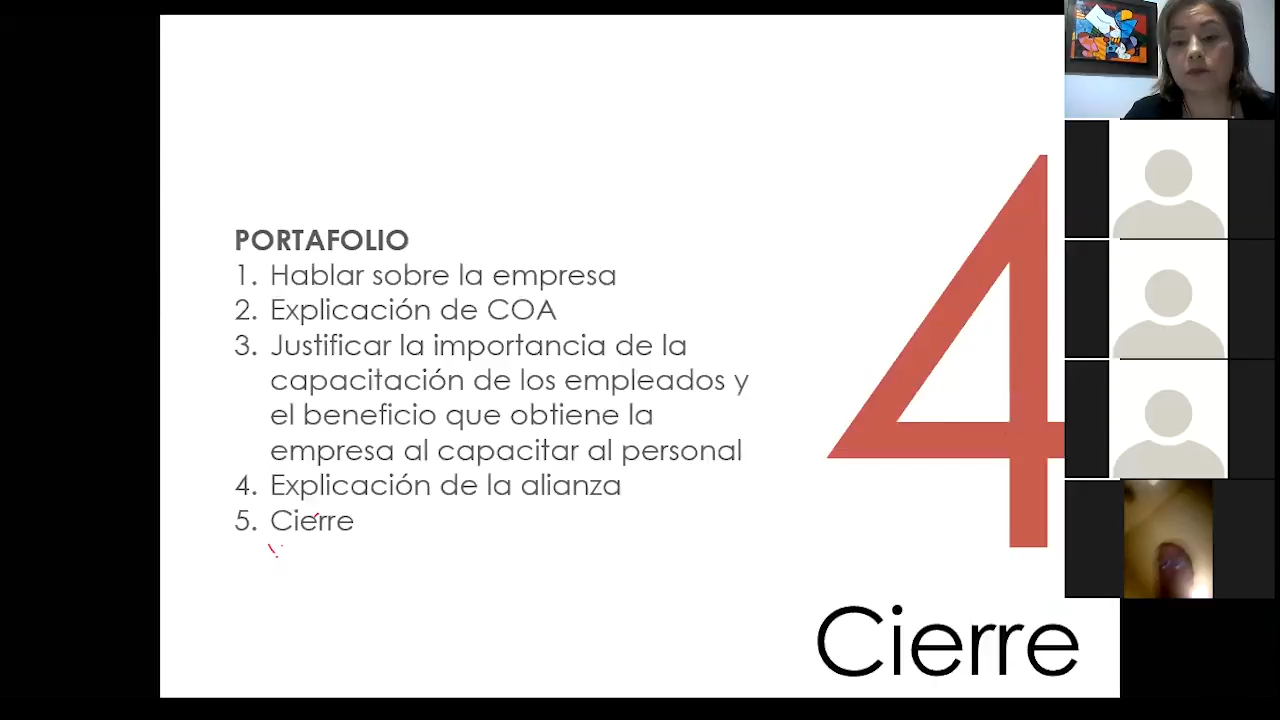 PORTAFOLIO
1. Hablar sobre la empresa
2. Explicación de COA
3. Justificar la importancia de la
capacitación de los empleados y
el beneficio que obtiene la
empresa al capacitar al personal
4. Explicación de la alianza
5. Cierre
4
Cierre